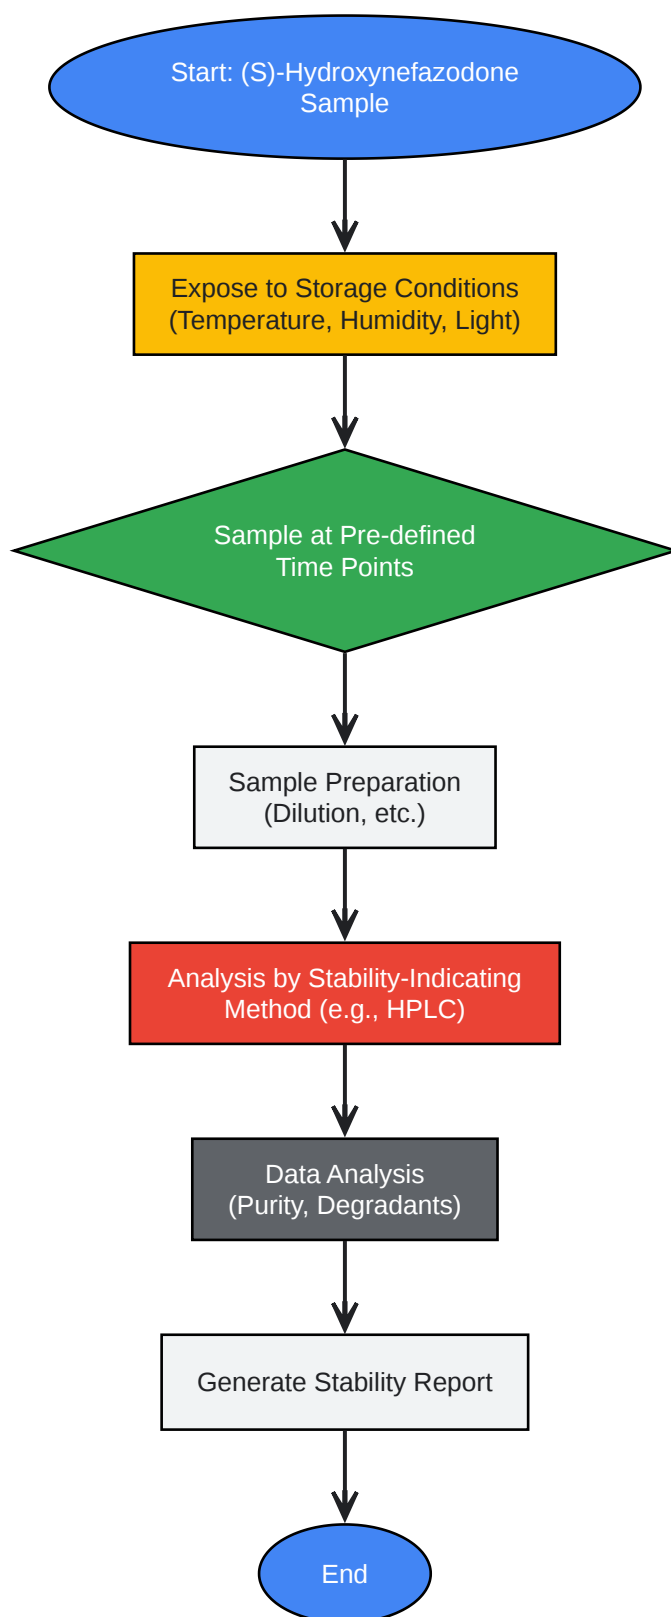 Start: (S)-Hydroxynefazodone
Sample
Expose to Storage Conditions
(Temperature, Humidity, Light)
Sample at Pre-defined
Time Points
Sample Preparation
(Dilution, etc.)
Analysis by Stability-Indicating
Method (e.g., HPLC)
Data Analysis
(Purity, Degradants)
Generate Stability Report
End